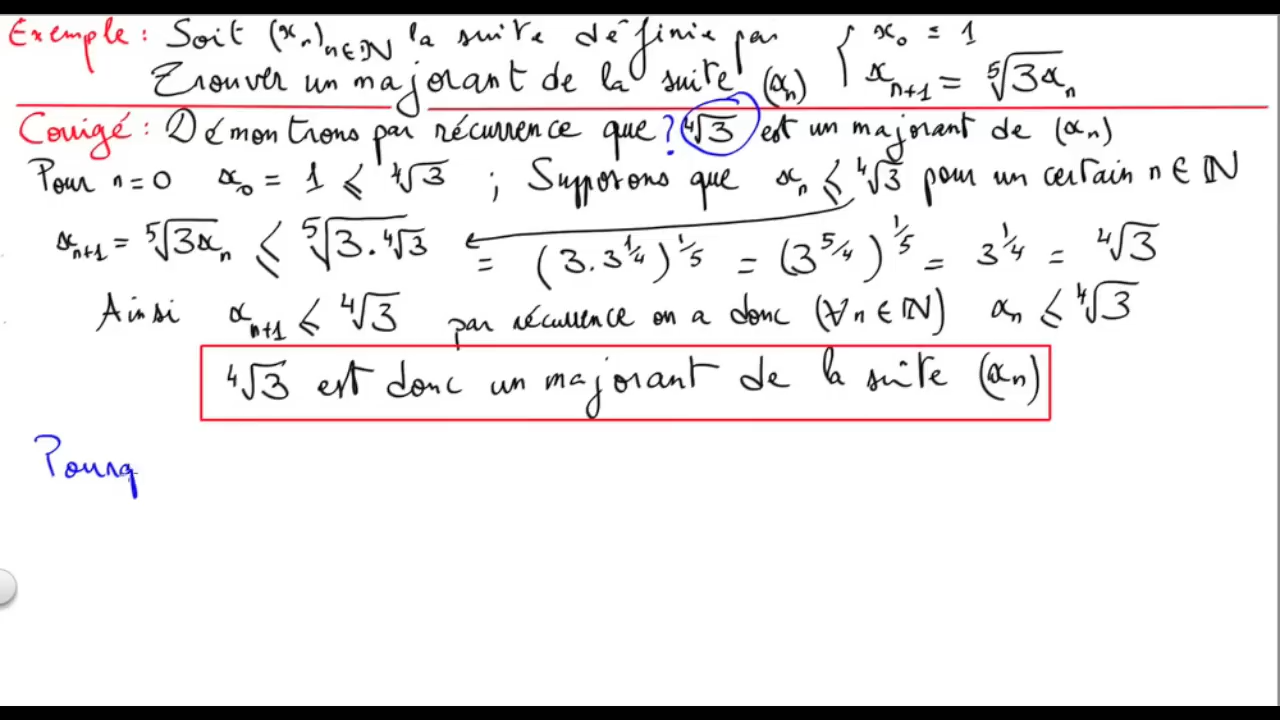 Exemple : Soit (xₙ)ₙ∈ℕ la suite définie par { x₀ = 1
Trouver un majorant de la suite (xₙ) { xₙ₊₁ = ⁵√(3xₙ)
Corrigé : Démontrons par récurrence que ? ⁴√3 est un majorant de (xₙ)
Pour n=0 x₀ = 1 ⩽ ⁴√3 ; Supposons que xₙ ⩽ ⁴√3 pour un certain n ∈ ℕ
xₙ₊₁ = ⁵√(3xₙ) ⩽ ⁵√(3.⁴√3) = (3.3^(1/4))^(1/5) = (3^(5/4))^(1/5) = 3^(1/4) = ⁴√3
Ainsi xₙ₊₁ ⩽ ⁴√3 par récurrence on a donc (∀n ∈ ℕ) xₙ ⩽ ⁴√3
⁴√3 est donc un majorant de la suite (xₙ)
Pourq